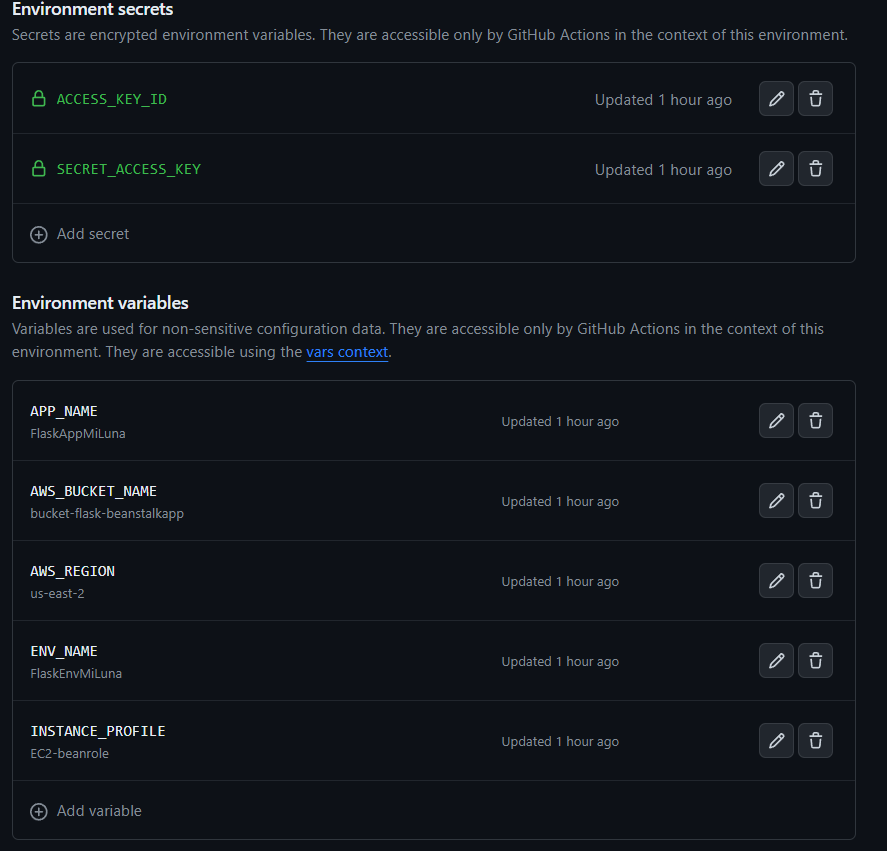 Environment secrets
Secrets are encrypted environment variables. They are accessible only by GitHub Actions in the context of this environment.
ACCESS_KEY_ID Updated 1 hour ago
SECRET_ACCESS_KEY Updated 1 hour ago
Add secret
Environment variables
Variables are used for non-sensitive configuration data. They are accessible only by GitHub Actions in the context of this
environment. They are accessible using the vars context.
APP_NAME
FlaskAppMiLuna
Updated 1 hour ago
AWS_BUCKET_NAME
bucket-flask-beanstalkapp
Updated 1 hour ago
AWS_REGION
us-east-2
Updated 1 hour ago
ENV_NAME
FlaskEnvMiLuna
Updated 1 hour ago
INSTANCE_PROFILE
EC2-beanrole
Updated 1 hour ago
Add variable